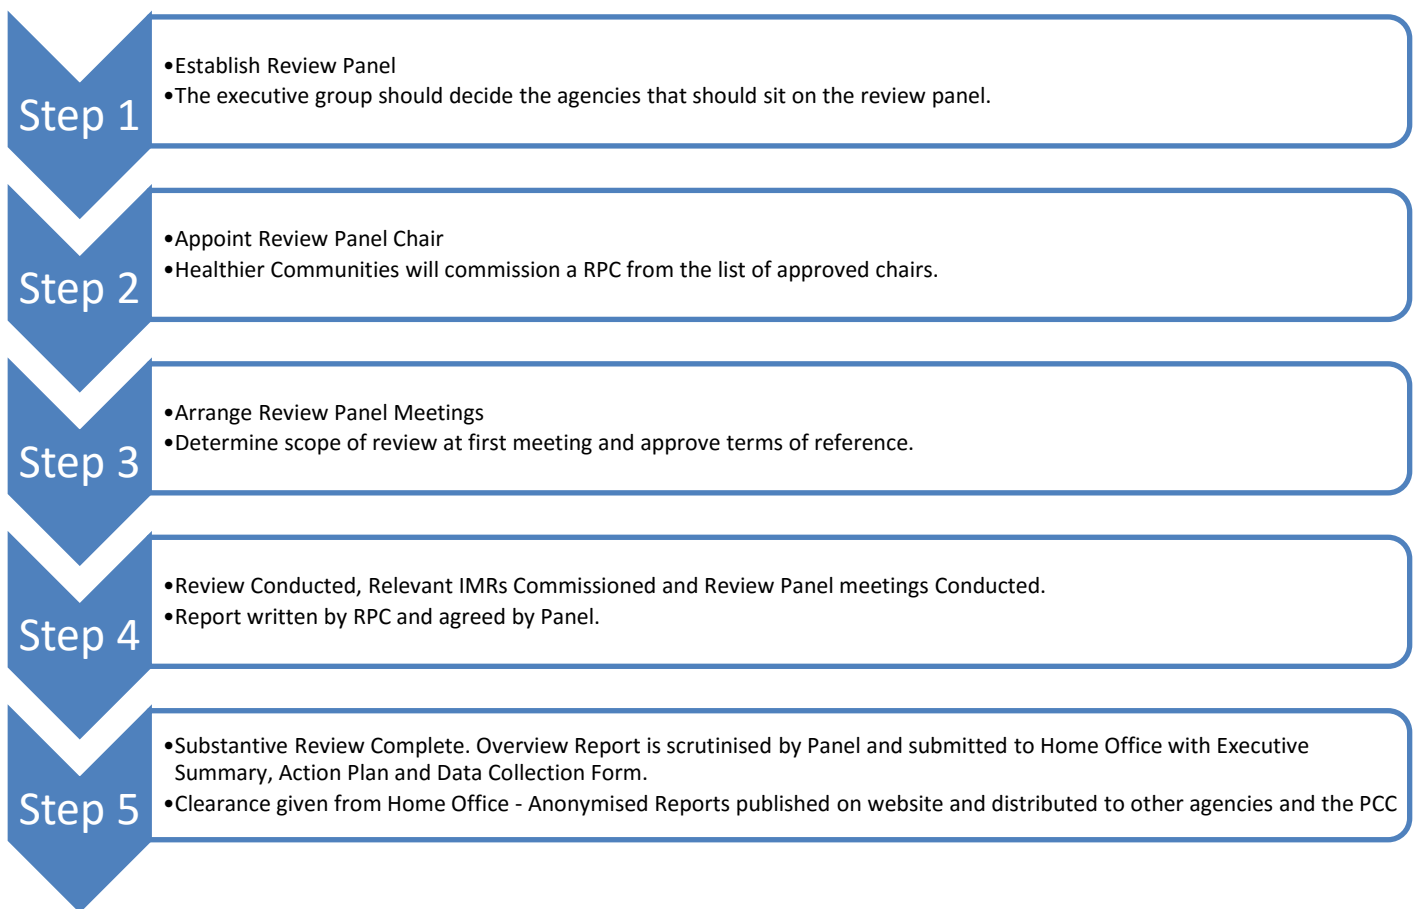 Step 1
•Establish Review Panel
•The executive group should decide the agencies that should sit on the review panel.
Step 2
•Appoint Review Panel Chair
•Healthier Communities will commission a RPC from the list of approved chairs.
Step 3
•Arrange Review Panel Meetings
•Determine scope of review at first meeting and approve terms of reference.
Step 4
•Review Conducted, Relevant IMRs Commissioned and Review Panel meetings Conducted.
•Report written by RPC and agreed by Panel.
Step 5
•Substantive Review Complete. Overview Report is scrutinised by Panel and submitted to Home Office with Executive
Summary, Action Plan and Data Collection Form.
•Clearance given from Home Office - Anonymised Reports published on website and distributed to other agencies and the PCC